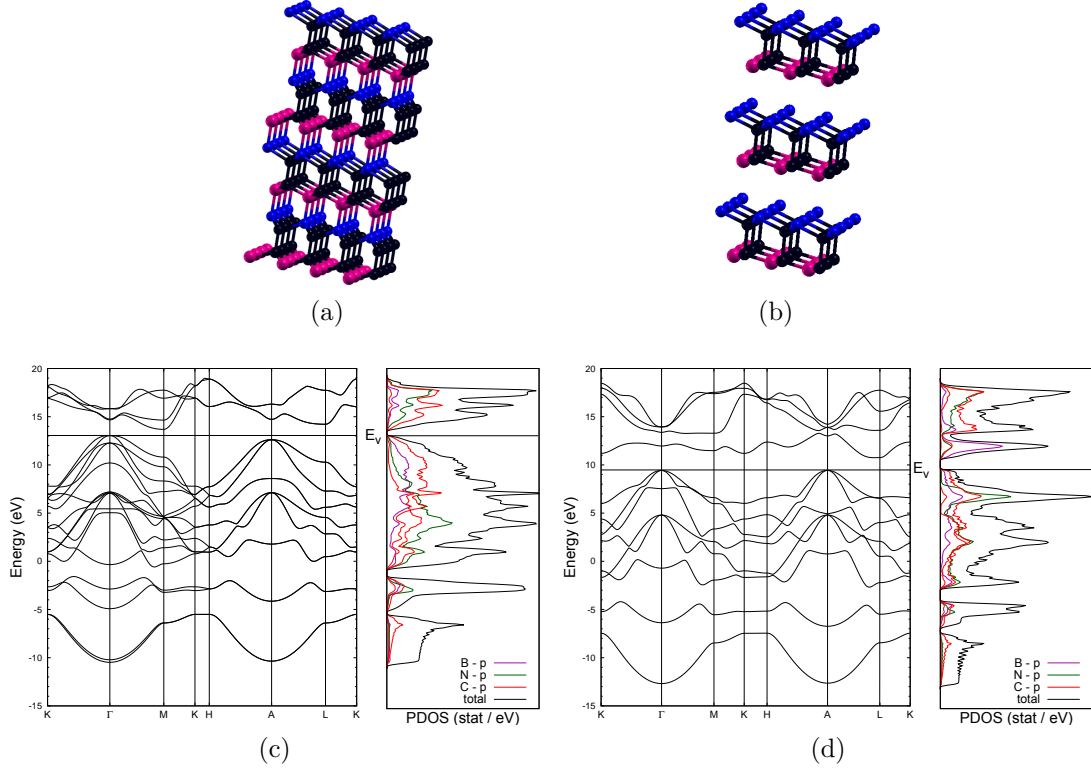 (a)
(b)
Energy (eV)
20
15
10
5
0
-5
-10
-15
K Γ M K H A L K
E_v
B - p
N - p
C - p
total
PDOS (stat / eV)
(c)
Energy (eV)
20
15
10
5
0
-5
-10
-15
K Γ M K H A L K
E_v
B - p
N - p
C - p
total
PDOS (stat / eV)
(d)